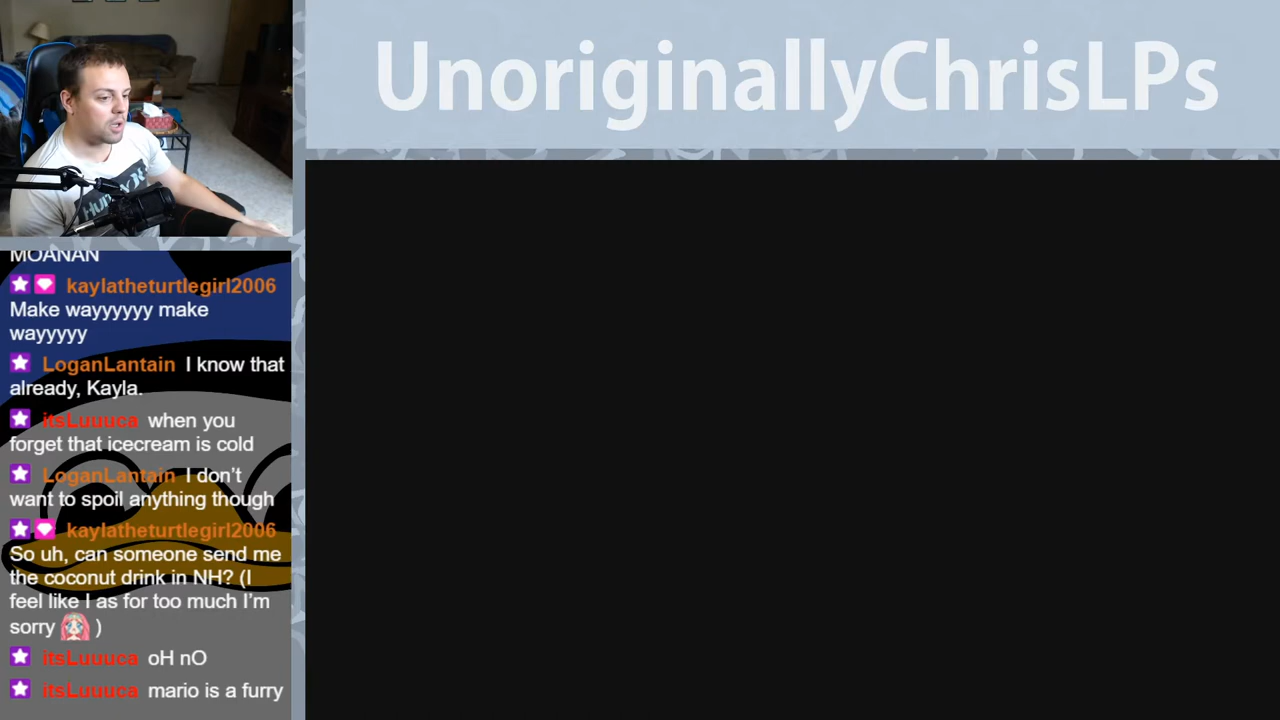 UnoriginallyChrisLPs
MOANAN
kaylatheturtlegirl2006
Make wayyyyyy make
wayyyyy
LoganLantain I know that
already, Kayla.
itsLuuuca when you
forget that icecream is cold
LoganLantain I don't
want to spoil anything though
kaylatheturtlegirl2006
So uh, can someone send me
the coconut drink in NH? (I
feel like I as for too much I'm
sorry )
itsLuuuca oH nO
itsLuuuca mario is a furry